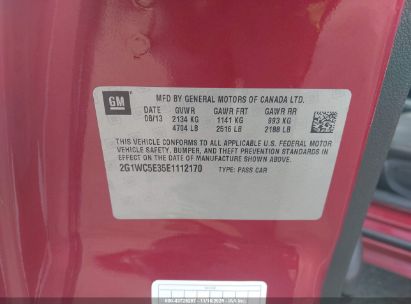 GM
MFD BY GENERAL MOTORS OF CANADA LTD.
DATE GVWR GAWR FRT GAWR RR
08/13 2134 KG 1141 KG 993 KG
4704 LB 2516 LB 2188 LB
THIS VEHICLE CONFORMS TO ALL APPLICABLE U.S. FEDERAL MOTOR
VEHICLE SAFETY, BUMPER, AND THEFT PREVENTION STANDARDS IN
EFFECT ON THE DATE OF MANUFACTURE SHOWN ABOVE.
2G1WC5E35E1112170 TYPE: PASS CAR